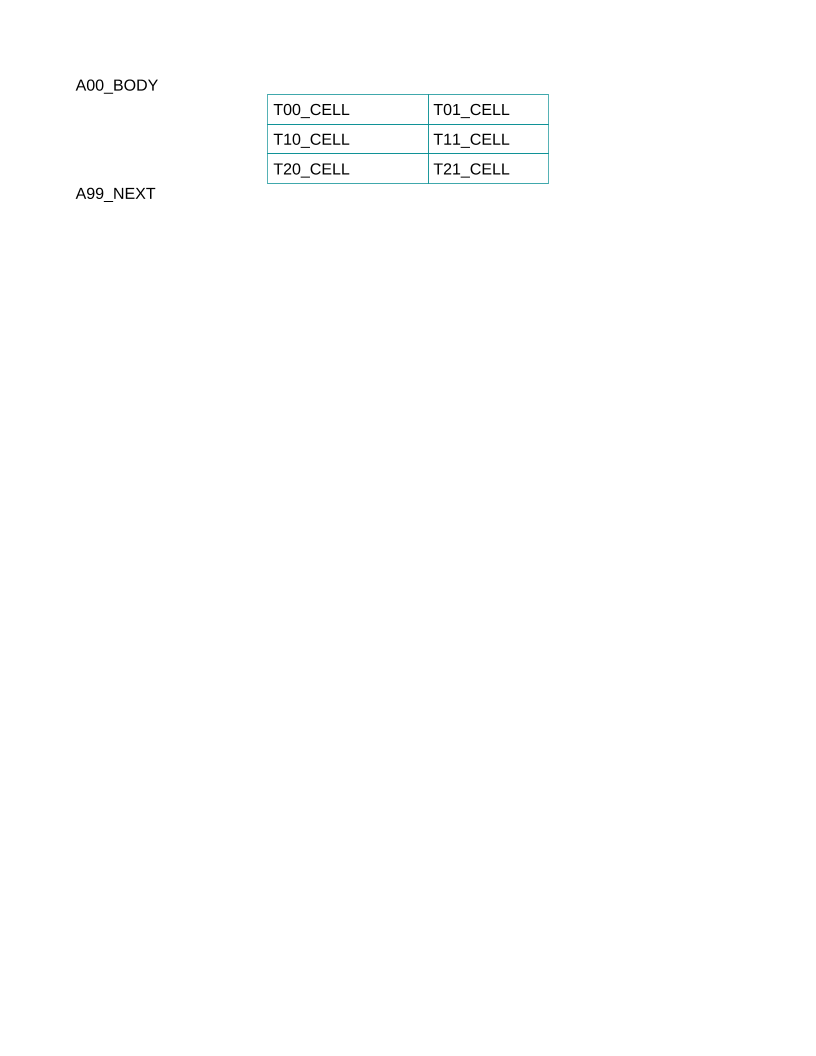 A00_BODY
T00_CELL T01_CELL
T10_CELL T11_CELL
T20_CELL T21_CELL
A99_NEXT